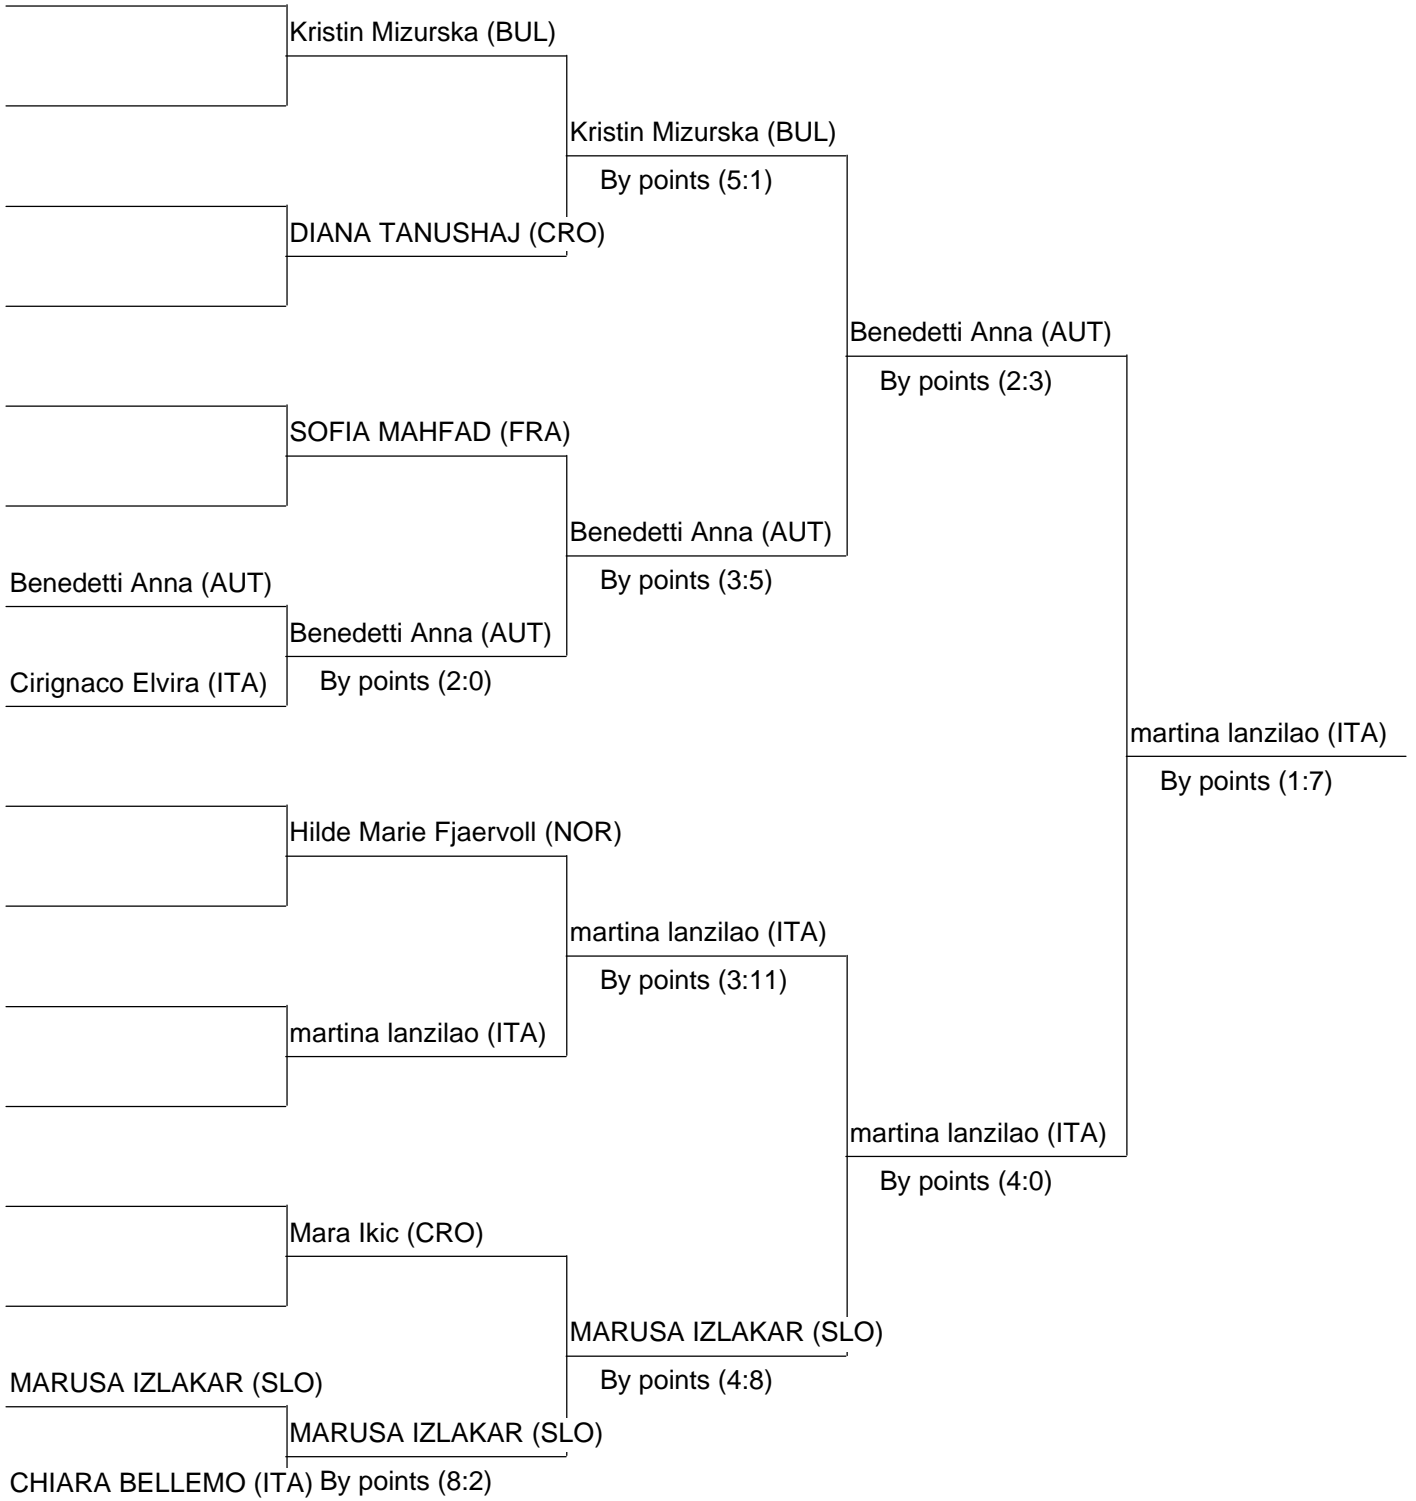 Kristin Mizurska (BUL)
Kristin Mizurska (BUL)
By points (5:1)
DIANA TANUSHAJ (CRO)
Benedetti Anna (AUT)
By points (2:3)
SOFIA MAHFAD (FRA)
Benedetti Anna (AUT)
By points (3:5)
Benedetti Anna (AUT)
Benedetti Anna (AUT)
Cirignaco Elvira (ITA)
By points (2:0)
martina lanzilao (ITA)
By points (1:7)
Hilde Marie Fjaervoll (NOR)
martina lanzilao (ITA)
By points (3:11)
martina lanzilao (ITA)
martina lanzilao (ITA)
By points (4:0)
Mara Ikic (CRO)
MARUSA IZLAKAR (SLO)
By points (4:8)
MARUSA IZLAKAR (SLO)
MARUSA IZLAKAR (SLO)
CHIARA BELLEMO (ITA)
By points (8:2)